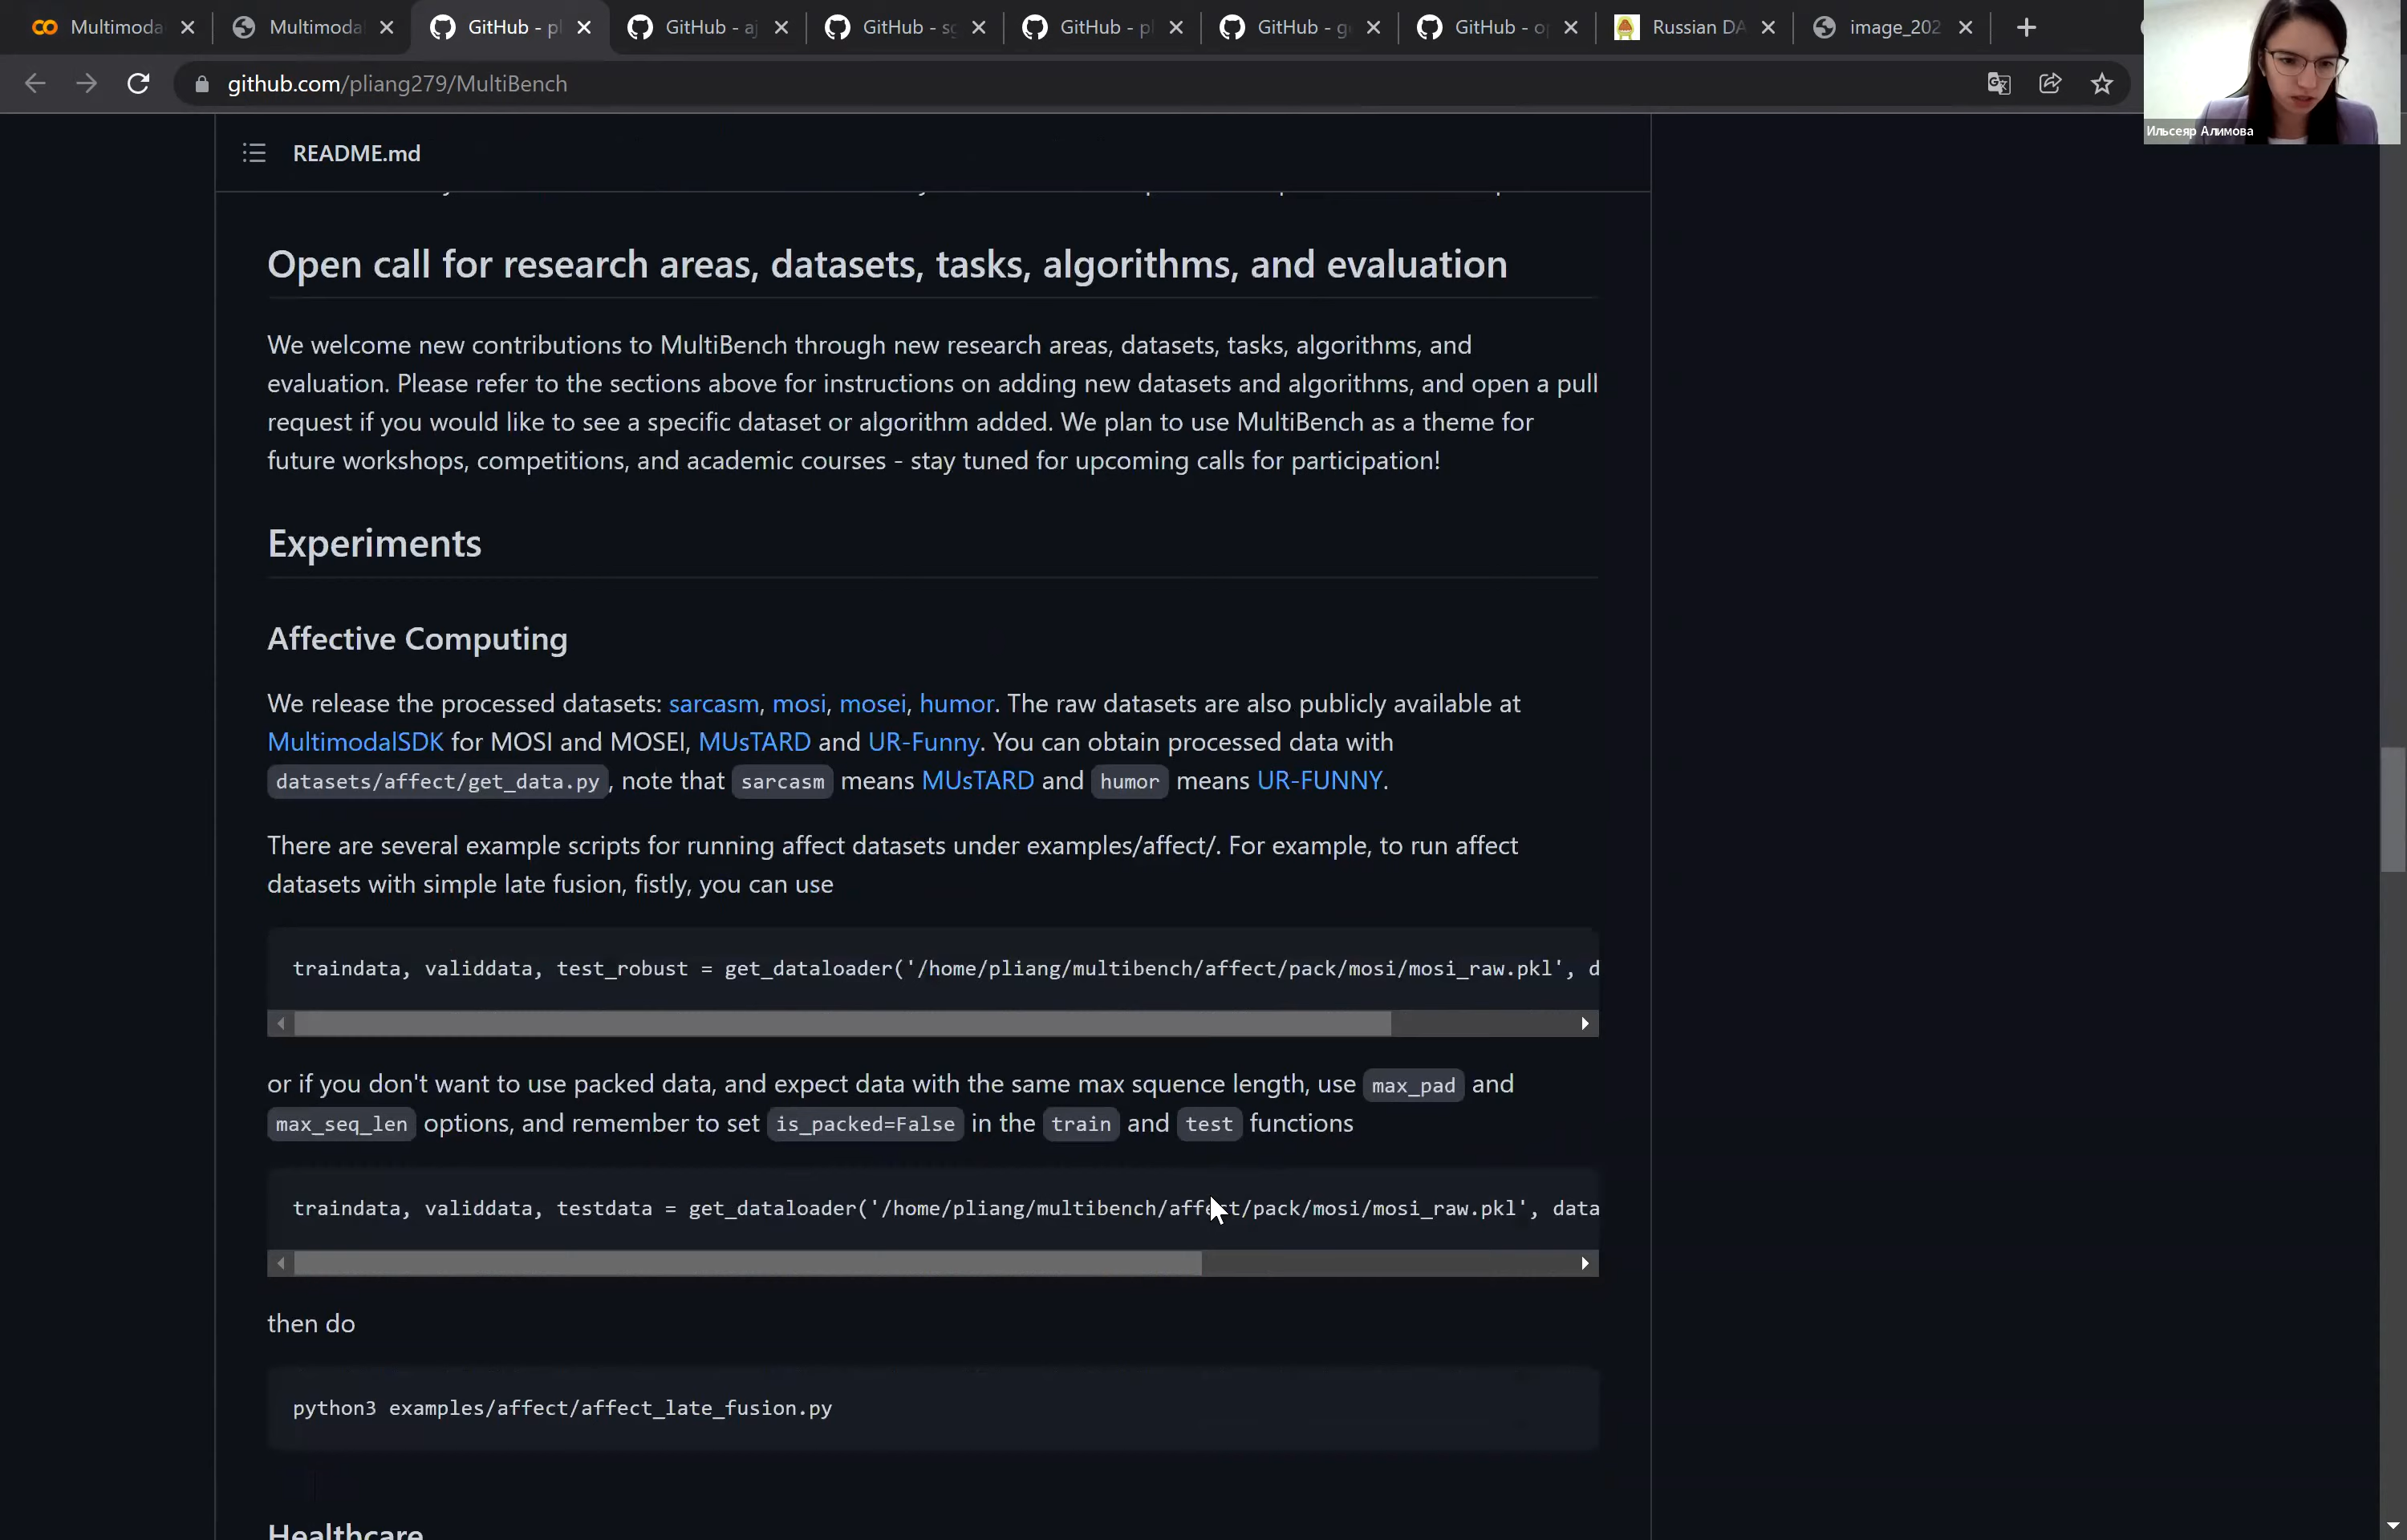 Multimoda
Multimoda
GitHub - pl
GitHub - aj
GitHub - sg
GitHub - pl
GitHub - g
GitHub - op
Russian DA
image_202
github.com/pliang279/MultiBench
Ильсеяр Алимова
README.md
Open call for research areas, datasets, tasks, algorithms, and evaluation
We welcome new contributions to MultiBench through new research areas, datasets, tasks, algorithms, and
evaluation. Please refer to the sections above for instructions on adding new datasets and algorithms, and open a pull
request if you would like to see a specific dataset or algorithm added. We plan to use MultiBench as a theme for
future workshops, competitions, and academic courses - stay tuned for upcoming calls for participation!
Experiments
Affective Computing
We release the processed datasets: sarcasm, mosi, mosei, humor. The raw datasets are also publicly available at
MultimodalSDK for MOSI and MOSEI, MUsTARD and UR-Funny. You can obtain processed data with
datasets/affect/get_data.py, note that sarcasm means MUsTARD and humor means UR-FUNNY.
There are several example scripts for running affect datasets under examples/affect/. For example, to run affect
datasets with simple late fusion, fistly, you can use
traindata, validdata, test_robust = get_dataloader('/home/pliang/multibench/affect/pack/mosi/mosi_raw.pkl', d
or if you don't want to use packed data, and expect data with the same max squence length, use max_pad and
max_seq_len options, and remember to set is_packed=False in the train and test functions
traindata, validdata, testdata = get_dataloader('/home/pliang/multibench/affect/pack/mosi/mosi_raw.pkl', data
then do
python3 examples/affect/affect_late_fusion.py
Healthcare